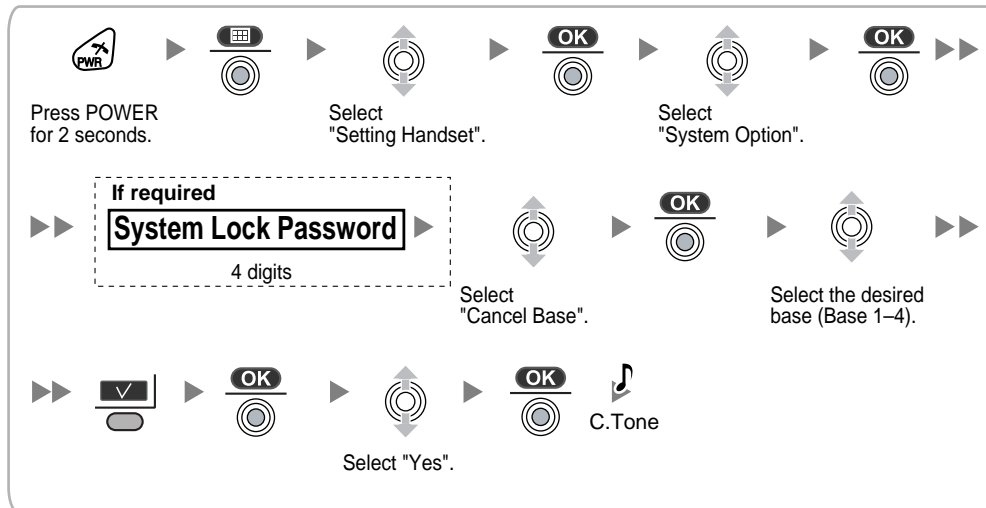 PWR
OK
OK
Press POWER
for 2 seconds.
Select
"Setting Handset".
Select
"System Option".
If required
System Lock Password
4 digits
OK
Select
"Cancel Base".
Select the desired
base (Base 1–4).
OK
OK
C.Tone
Select "Yes".